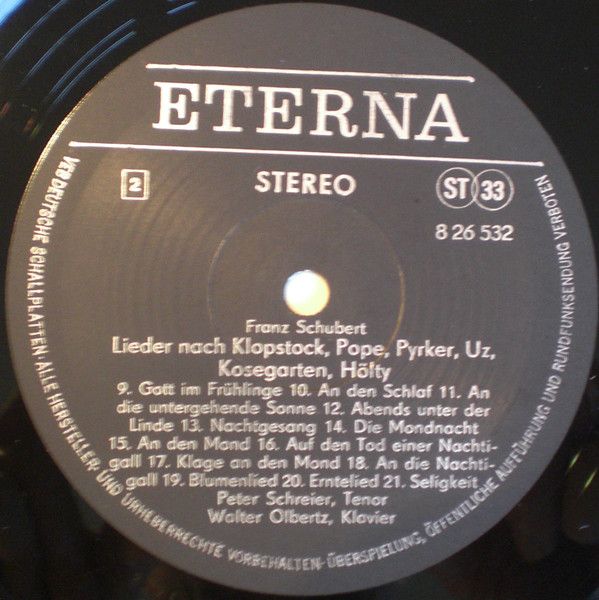 ETERNA
2 STEREO ST 33
8 26 532
Franz Schubert
Lieder nach Klopstock, Pope, Pyrker, Uz,
Kosegarten, Hölty
9. Gott im Frühlinge 10. An den Schlaf 11. An
die untergehende Sonne 12. Abends unter der
Linde 13. Nachtgesang 14. Die Mondnacht
15. An den Mond 16. Auf den Tod einer Nachti-
gall 17. Klage an den Mond 18. An die Nachti-
gall 19. Blumenlied 20. Erntelied 21. Seligkeit
Peter Schreier, Tenor
Walter Olbertz, Klavier
VEB DEUTSCHE SCHALLPLATTEN · ALLE HERSTELLER- UND URHEBERRECHTE VORBEHALTEN · ÜBERSPIELUNG, ÖFFENTLICHE AUFFÜHRUNG UND RUNDFUNKSENDUNG VERBOTEN